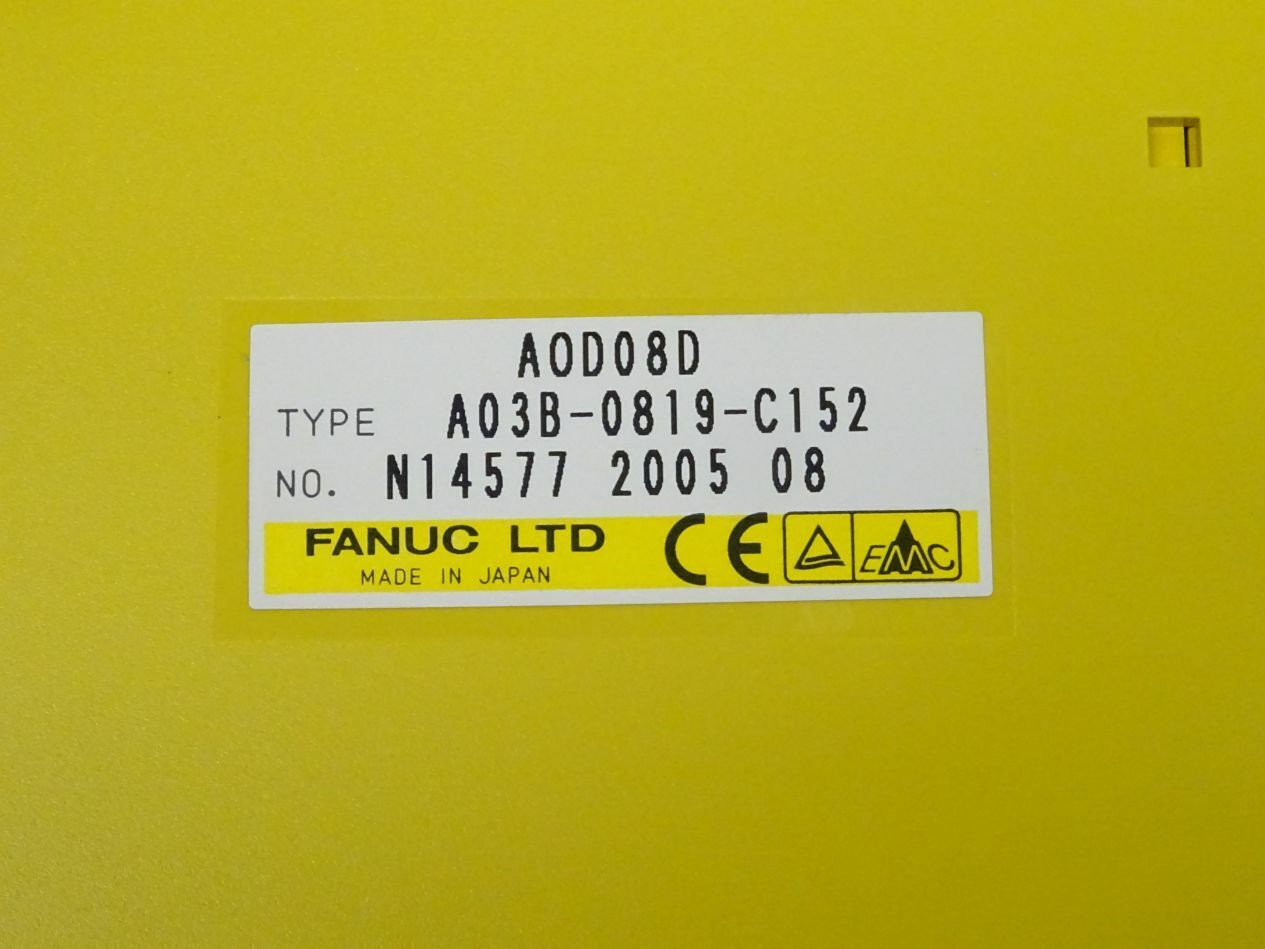 AOD08D
TYPE A03B-0819-C152
NO. N14577 2005 08
FANUC LTD CE EMC
MADE IN JAPAN